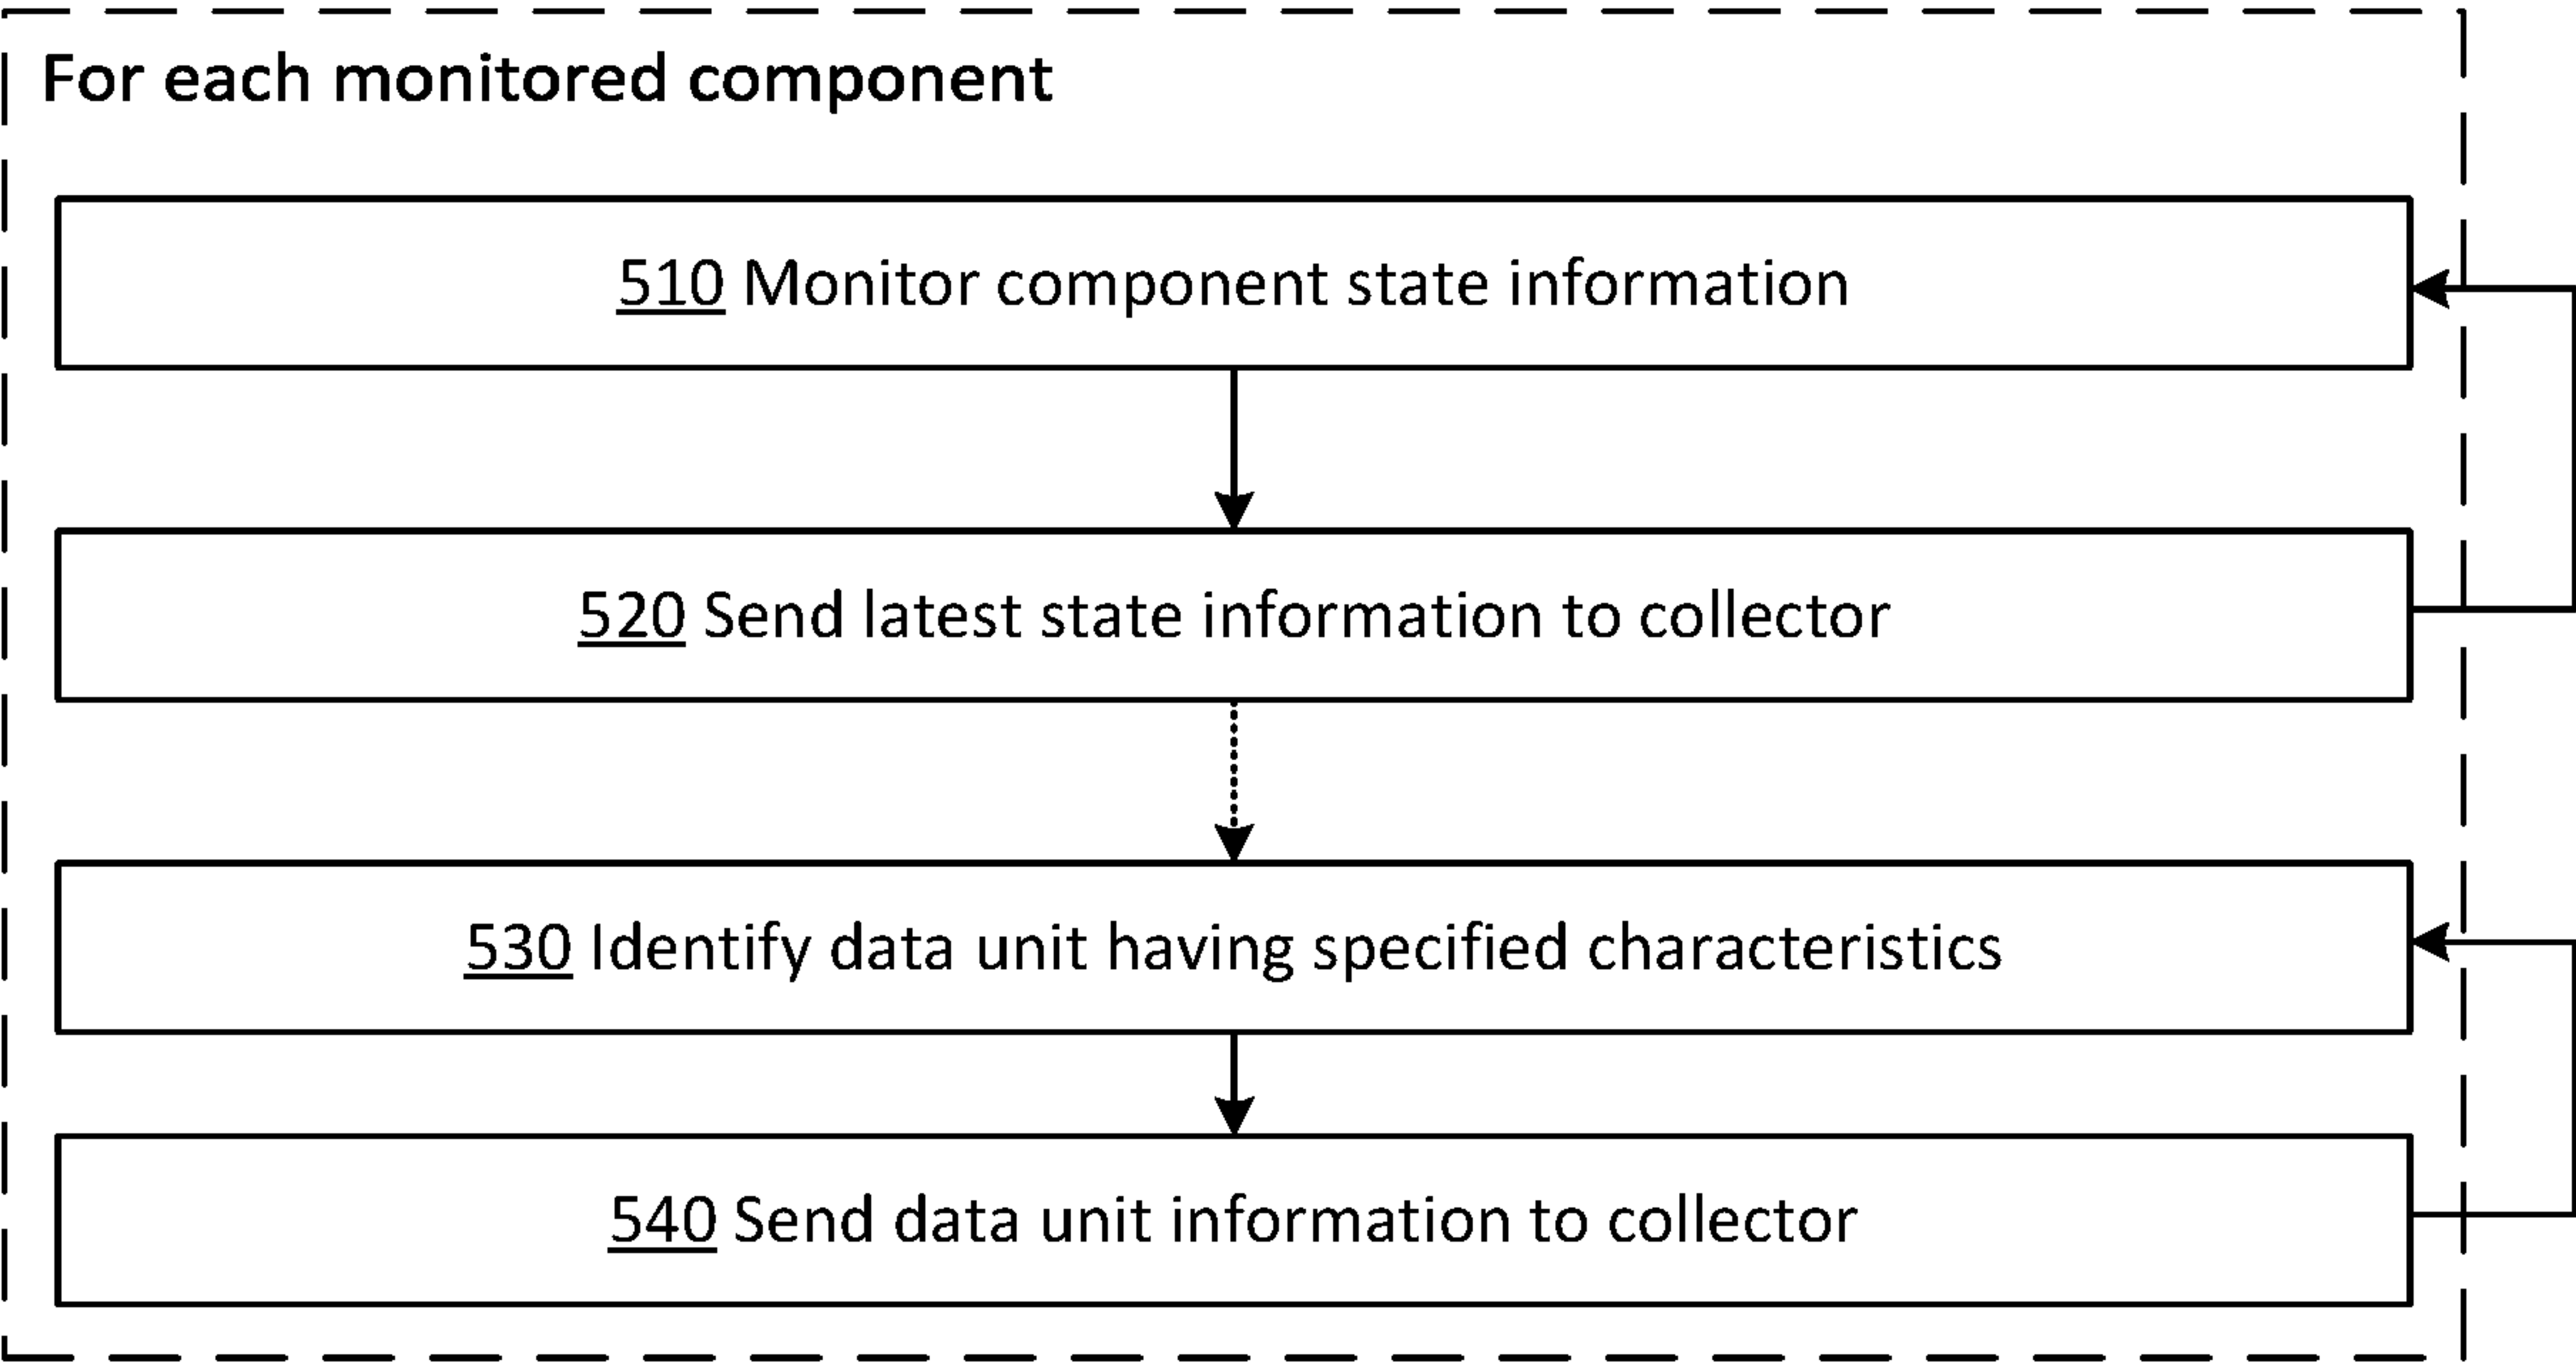 For each monitored component
510 Monitor component state information
520 Send latest state information to collector
530 Identify data unit having specified characteristics
540 Send data unit information to collector